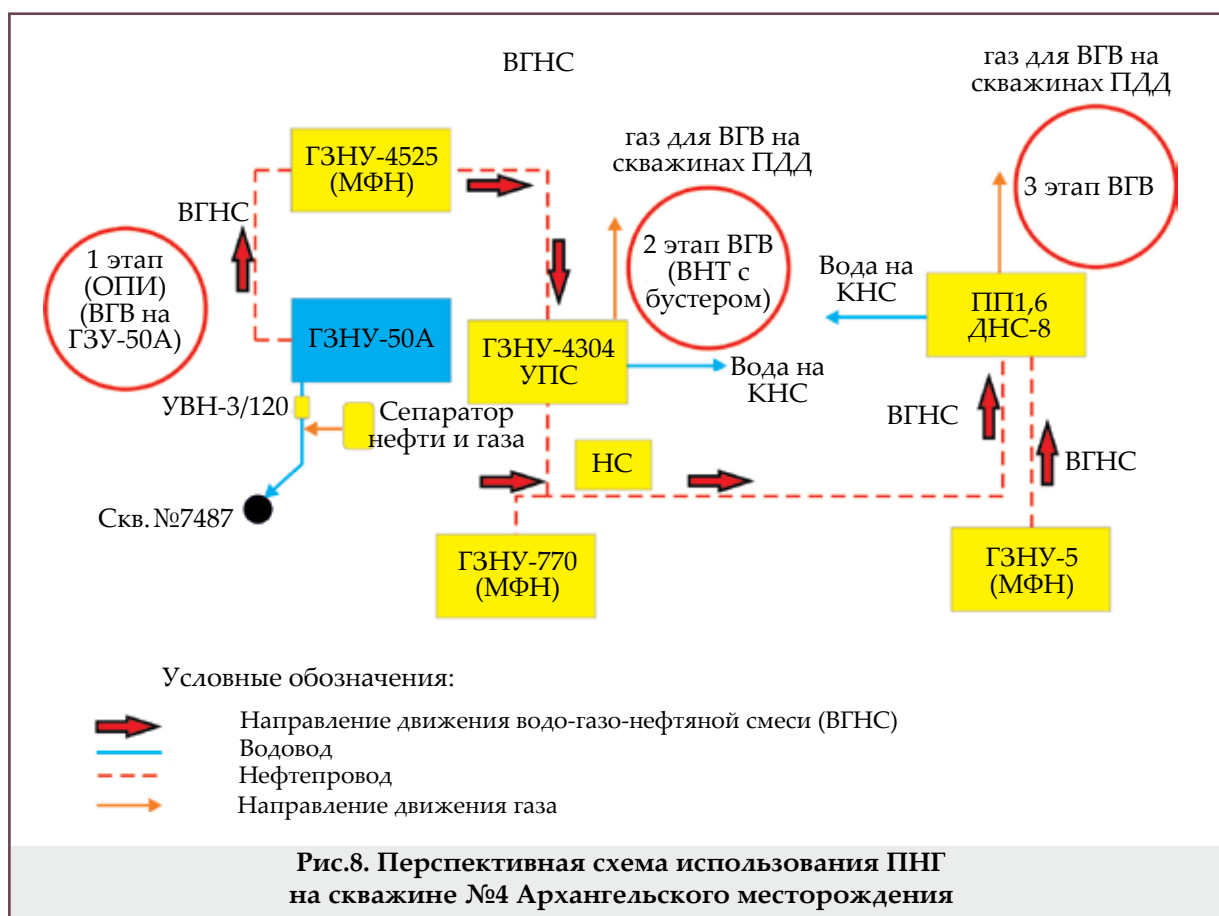 ВГНС
газ для ВГВ на
скважинах ПДД
газ для ВГВ на
скважинах ПДД
ГЗНУ-4525
(МФН)
ВГНС
1 этап
(ОПИ)
(ВГВ на
ГЗУ-50А)
ГЗНУ-50А
2 этап ВГВ
(ВНТ с
бустером)
3 этап ВГВ
Вода на
КНС
ПП1,6
ДНС-8
ГЗНУ-4304
УПС
Вода на
КНС
УВН-3/120
Сепаратор
нефти и газа
ВГНС
НС
ВГНС
Скв. №7487
ГЗНУ-770
(МФН)
ГЗНУ-5
(МФН)
Условные обозначения:
Направление движения водо-газо-нефтяной смеси (ВГНС)
Водовод
Нефтепровод
Направление движения газа
Рис.8. Перспективная схема использования ПНГ
на скважине №4 Архангельского месторождения